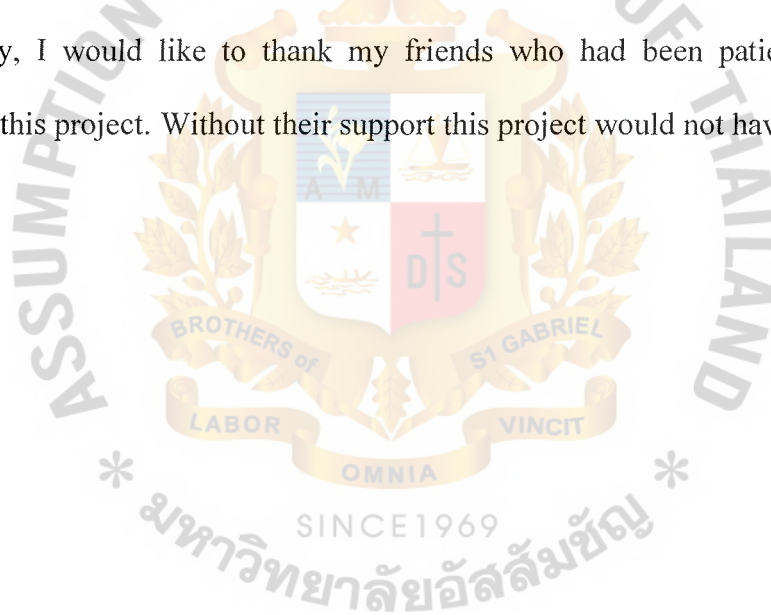 y, I would like to thank my friends who had been patie
this project. Without their support this project would not hav
ASSUMPTION
OF THAILAND
A M
D S
BROTHERS of
ST GABRIEL
LABOR
VINCIT
OMNIA
SINCE1969
มหาวิทยาลัยอัสสัมชัญ